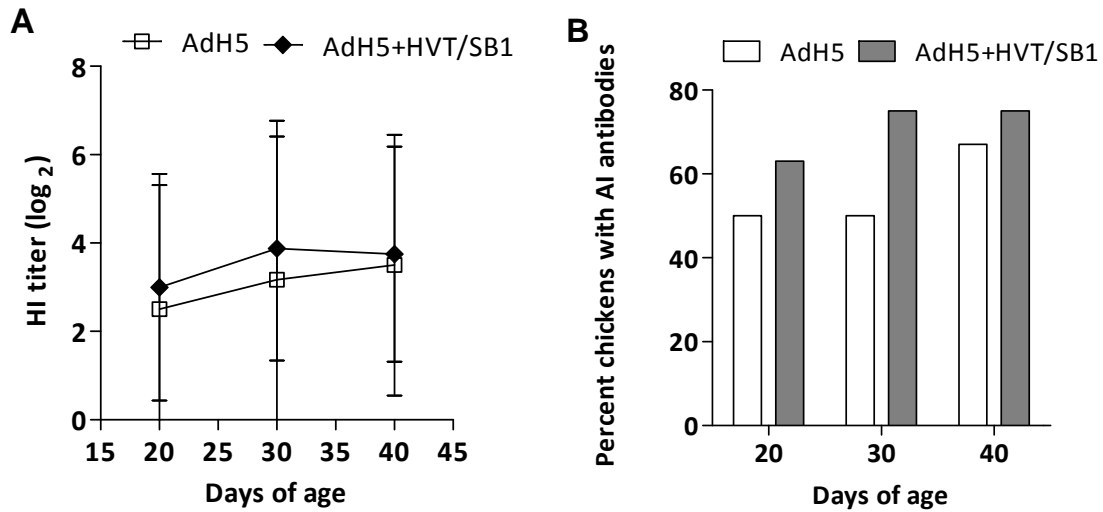 A
AdH5 AdH5+HVT/SB1
8
6
4
2
0
HI titer (log 2)
15 20 25 30 35 40 45
Days of age
B
AdH5 AdH5+HVT/SB1
80
60
40
20
0
Percent chickens with AI antibodies
20 30 40
Days of age